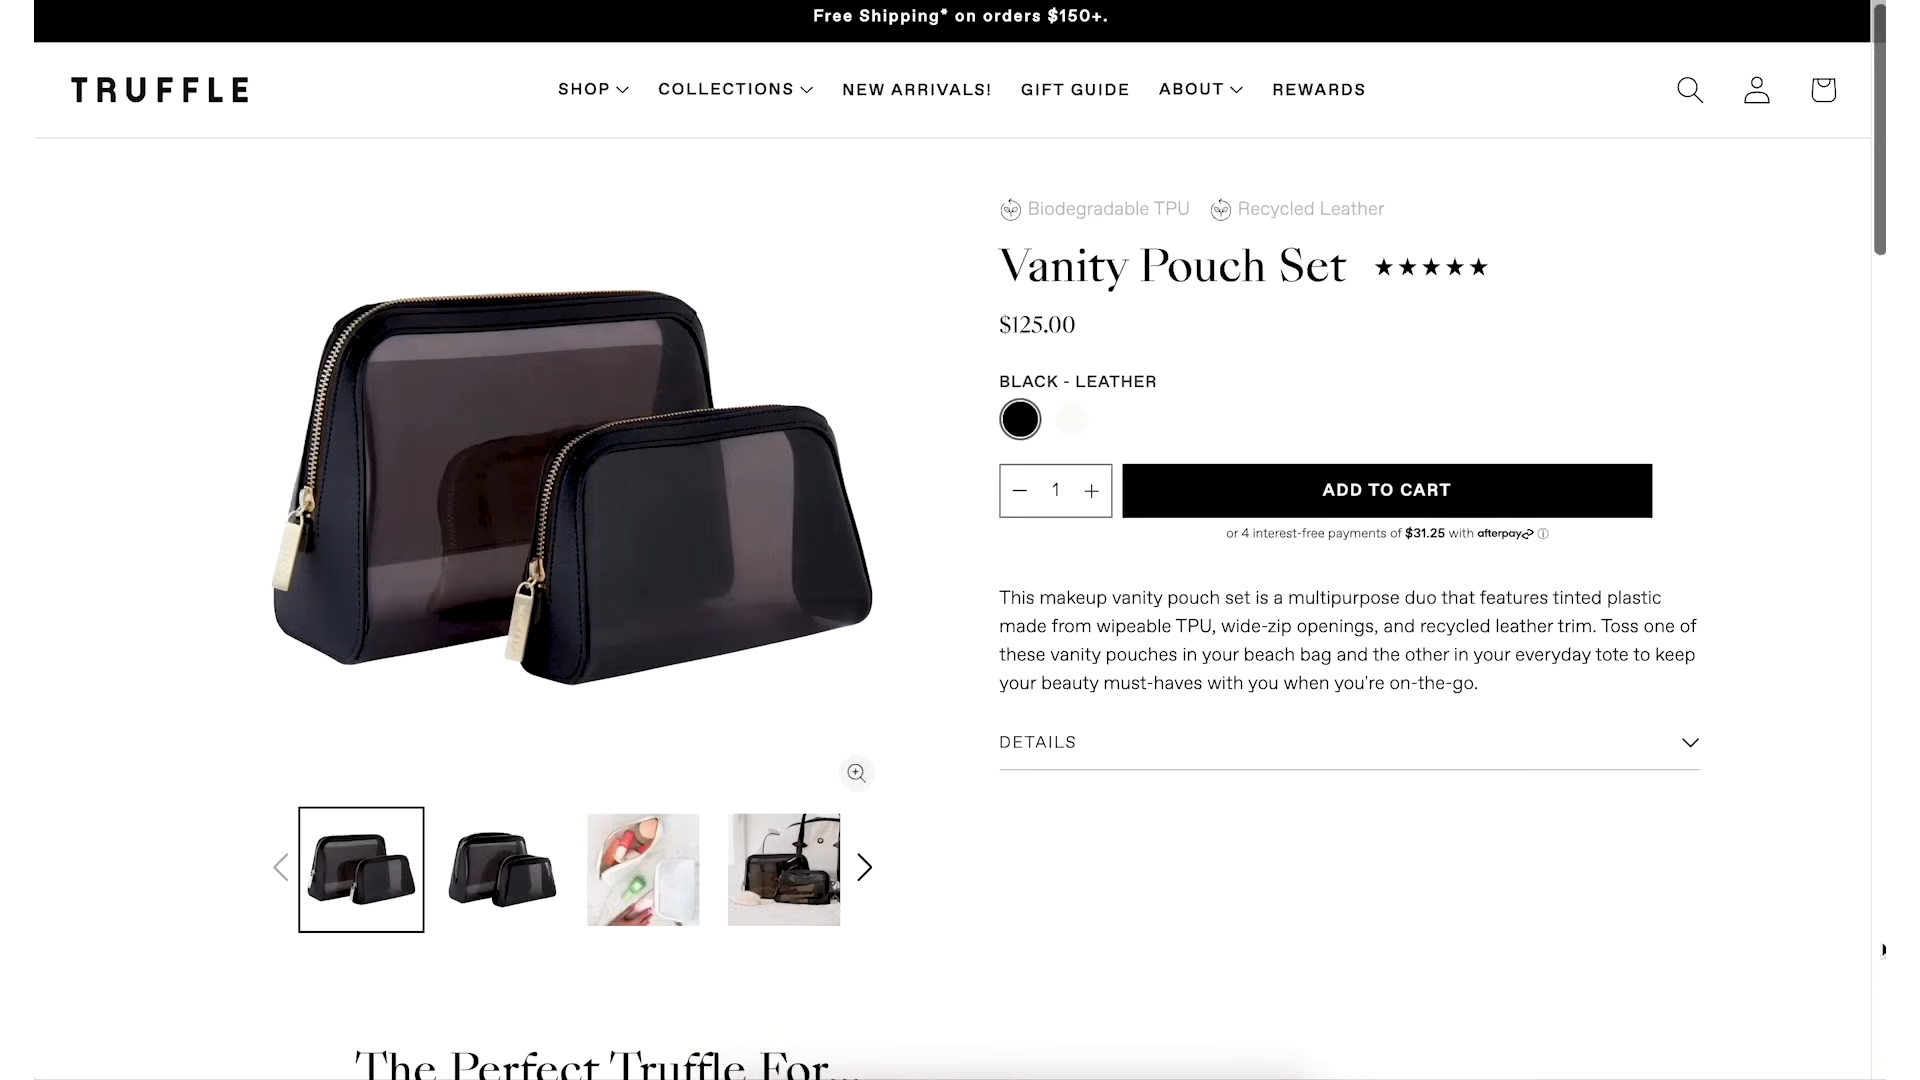 Free Shipping* on orders $150+.
TRUFFLE
SHOP
COLLECTIONS
NEW ARRIVALS!
GIFT GUIDE
ABOUT
REWARDS
Biodegradable TPU
Recycled Leather
Vanity Pouch Set ★★★★★
$125.00
BLACK - LEATHER
− 1 +
ADD TO CART
or 4 interest-free payments of $31.25 with afterpay
This makeup vanity pouch set is a multipurpose duo that features tinted plastic
made from wipeable TPU, wide-zip openings, and recycled leather trim. Toss one of
these vanity pouches in your beach bag and the other in your everyday tote to keep
your beauty must-haves with you when you're on-the-go.
DETAILS
The Perfect Truffle For...